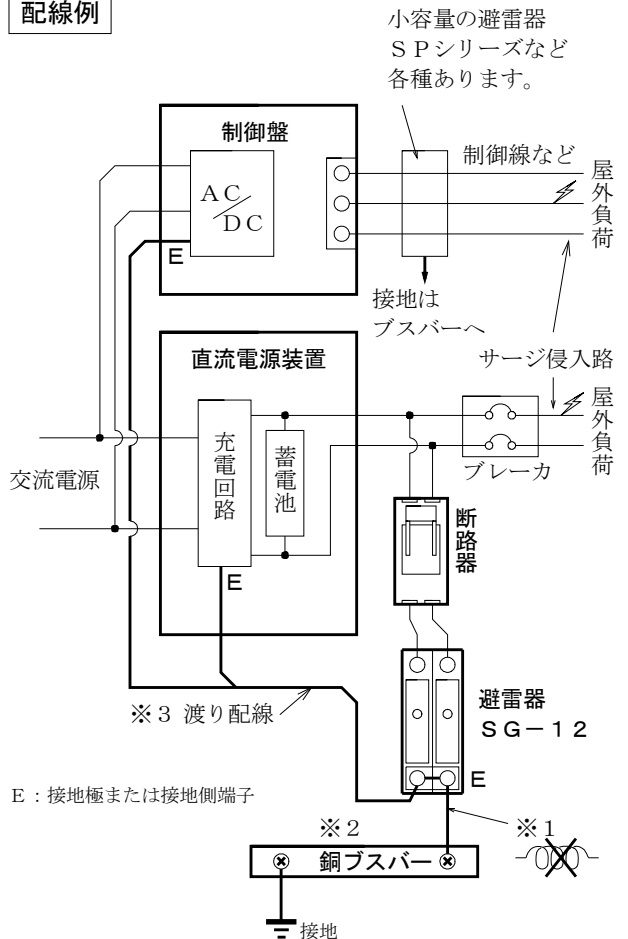 配線例
小容量の避雷器
ＳＰシリーズなど
各種あります。
制御盤
ＡＣ
ＤＣ
E
制御線など
屋外負荷
接地は
ブスバーへ
サージ侵入路
直流電源装置
充電回路
蓄電池
E
交流電源
屋外負荷
ブレーカ
断路器
避雷器
ＳＧ－１２
E
※３ 渡り配線
Ｅ：接地極または接地側端子
※２
※１
銅ブスバー
接地